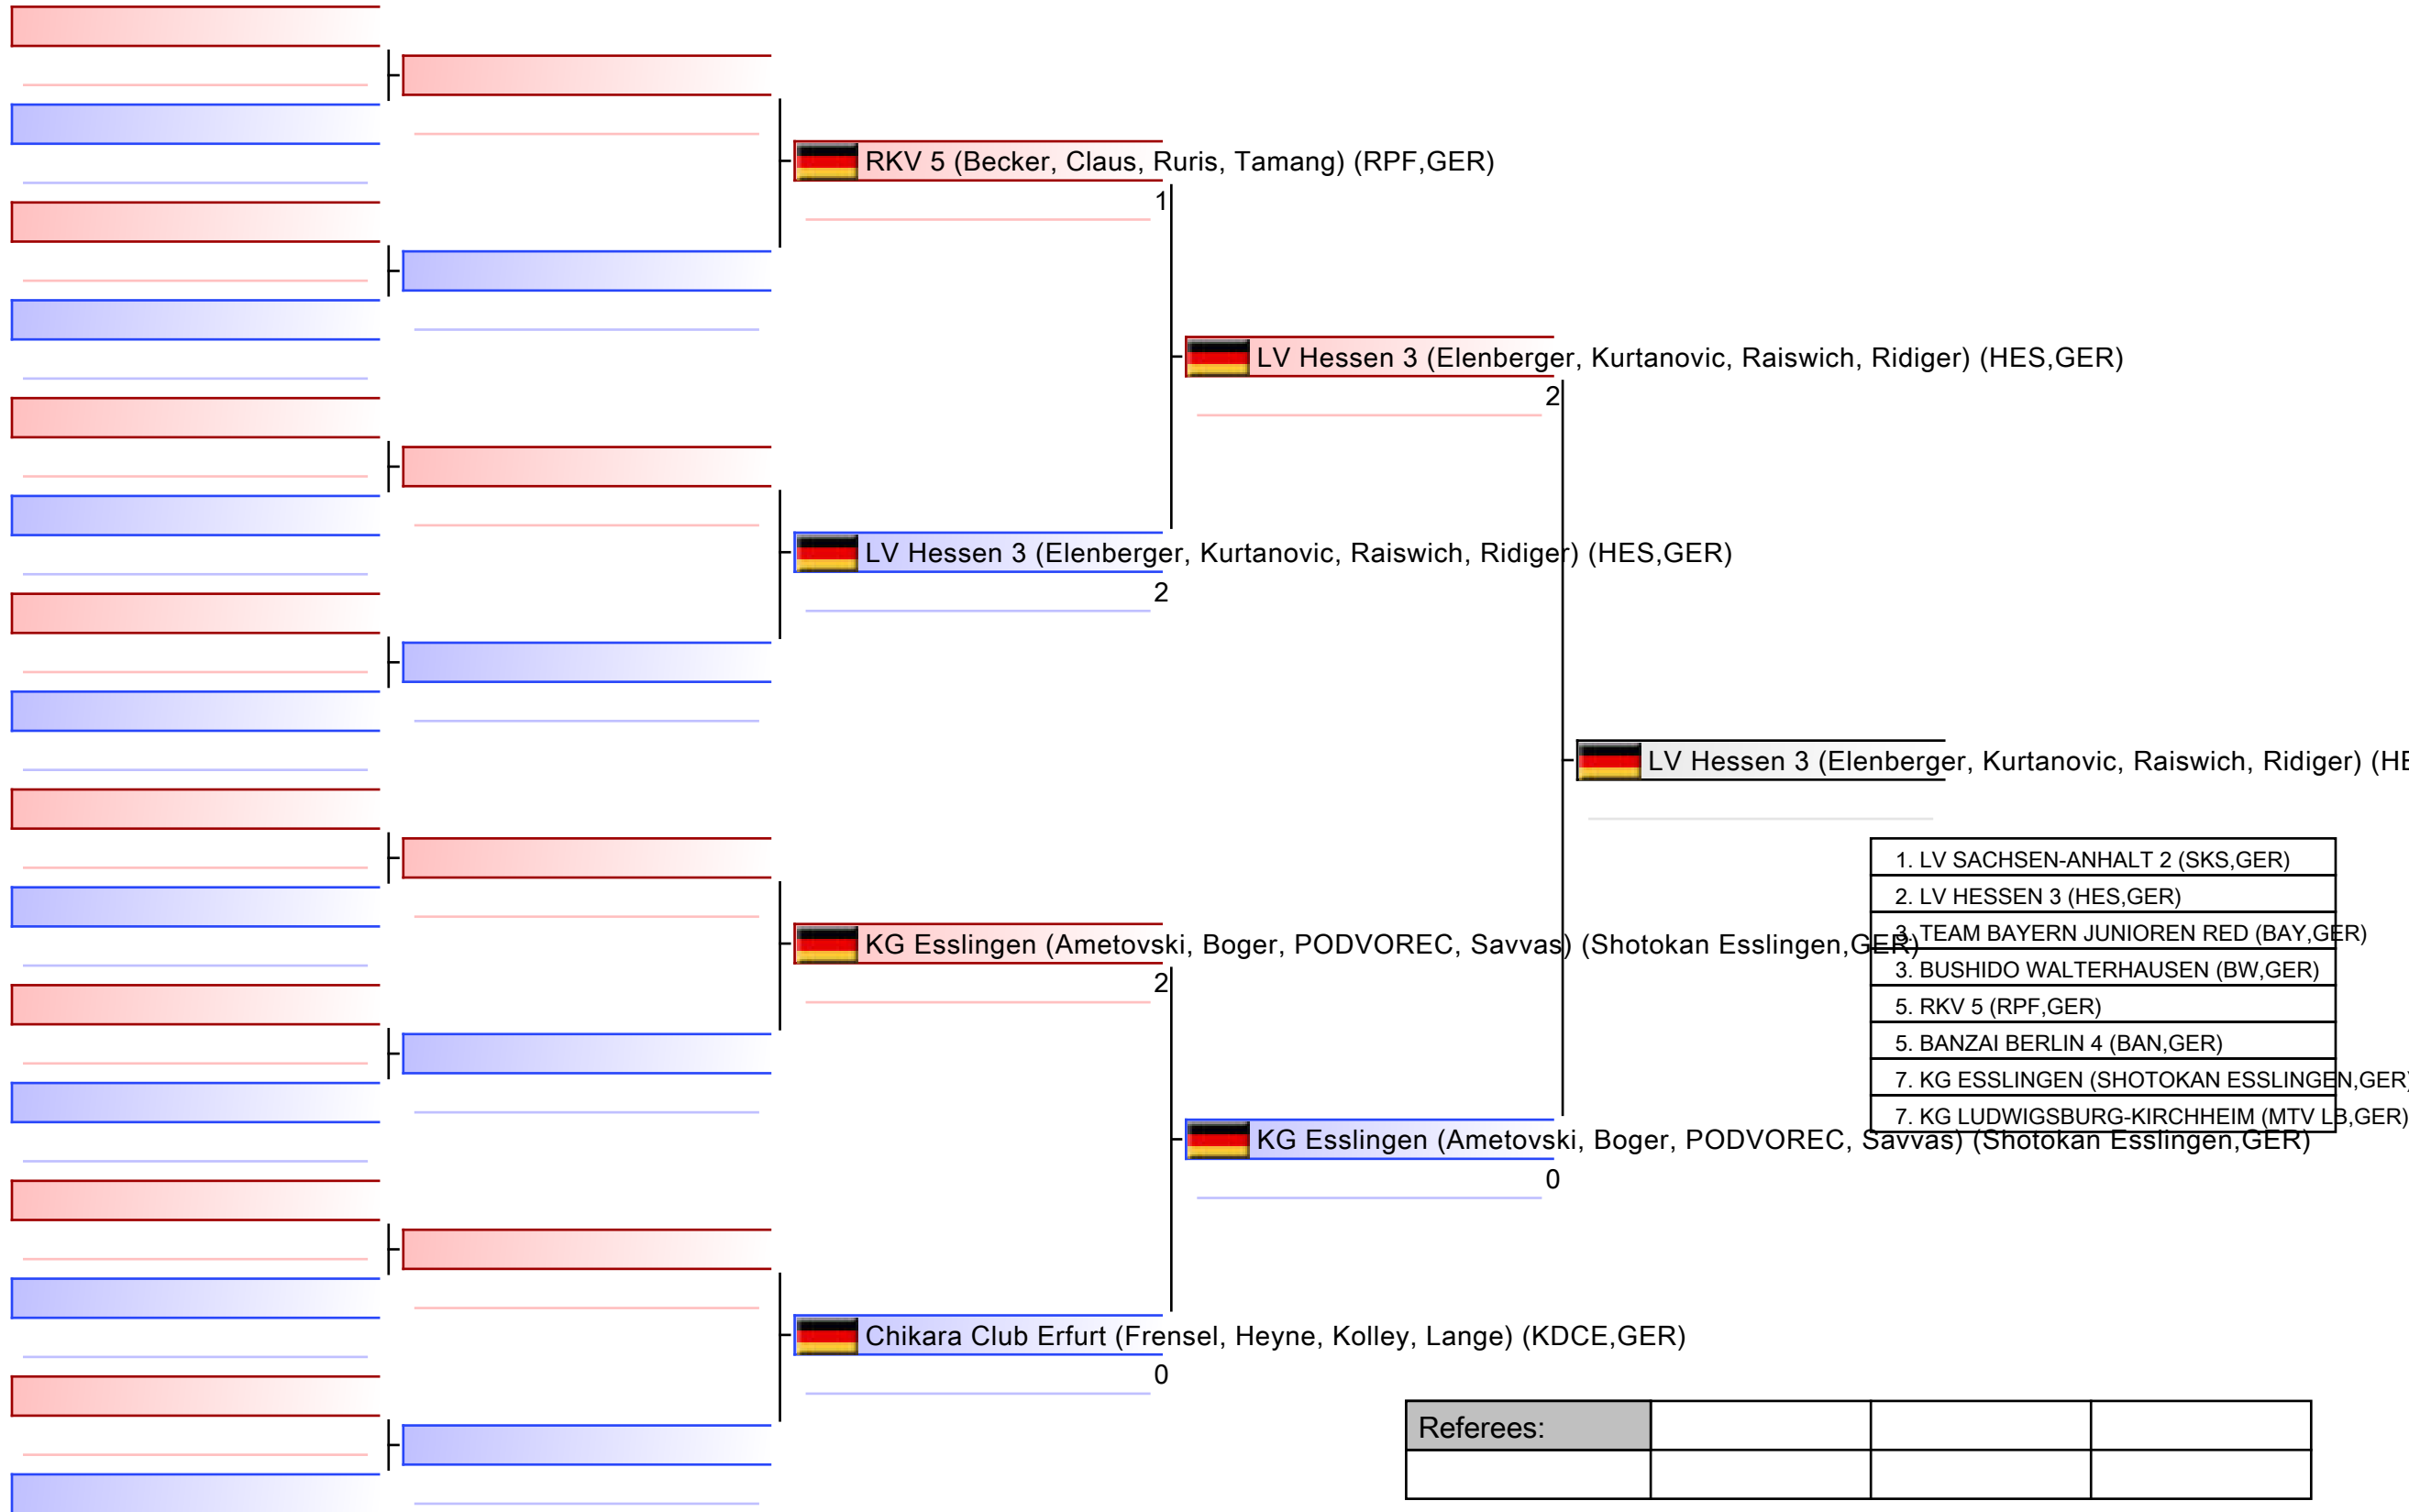 RKV 5 (Becker, Claus, Ruris, Tamang) (RPF,GER)
1
LV Hessen 3 (Elenberger, Kurtanovic, Raiswich, Ridiger) (HES,GER)
2
LV Hessen 3 (Elenberger, Kurtanovic, Raiswich, Ridiger) (HES,GER)
2
LV Hessen 3 (Elenberger, Kurtanovic, Raiswich, Ridiger) (HE
1. LV SACHSEN-ANHALT 2 (SKS,GER)
2. LV HESSEN 3 (HES,GER)
3. TEAM BAYERN JUNIOREN RED (BAY,GER)
3. BUSHIDO WALTERHAUSEN (BW,GER)
5. RKV 5 (RPF,GER)
5. BANZAI BERLIN 4 (BAN,GER)
7. KG ESSLINGEN (SHOTOKAN ESSLINGEN,GER)
7. KG LUDWIGSBURG-KIRCHHEIM (MTV LB,GER)
KG Esslingen (Ametovski, Boger, PODVOREC, Savvas) (Shotokan Esslingen,GER)
2
KG Esslingen (Ametovski, Boger, PODVOREC, Savvas) (Shotokan Esslingen,GER)
0
Chikara Club Erfurt (Frensel, Heyne, Kolley, Lange) (KDCE,GER)
0
Referees: